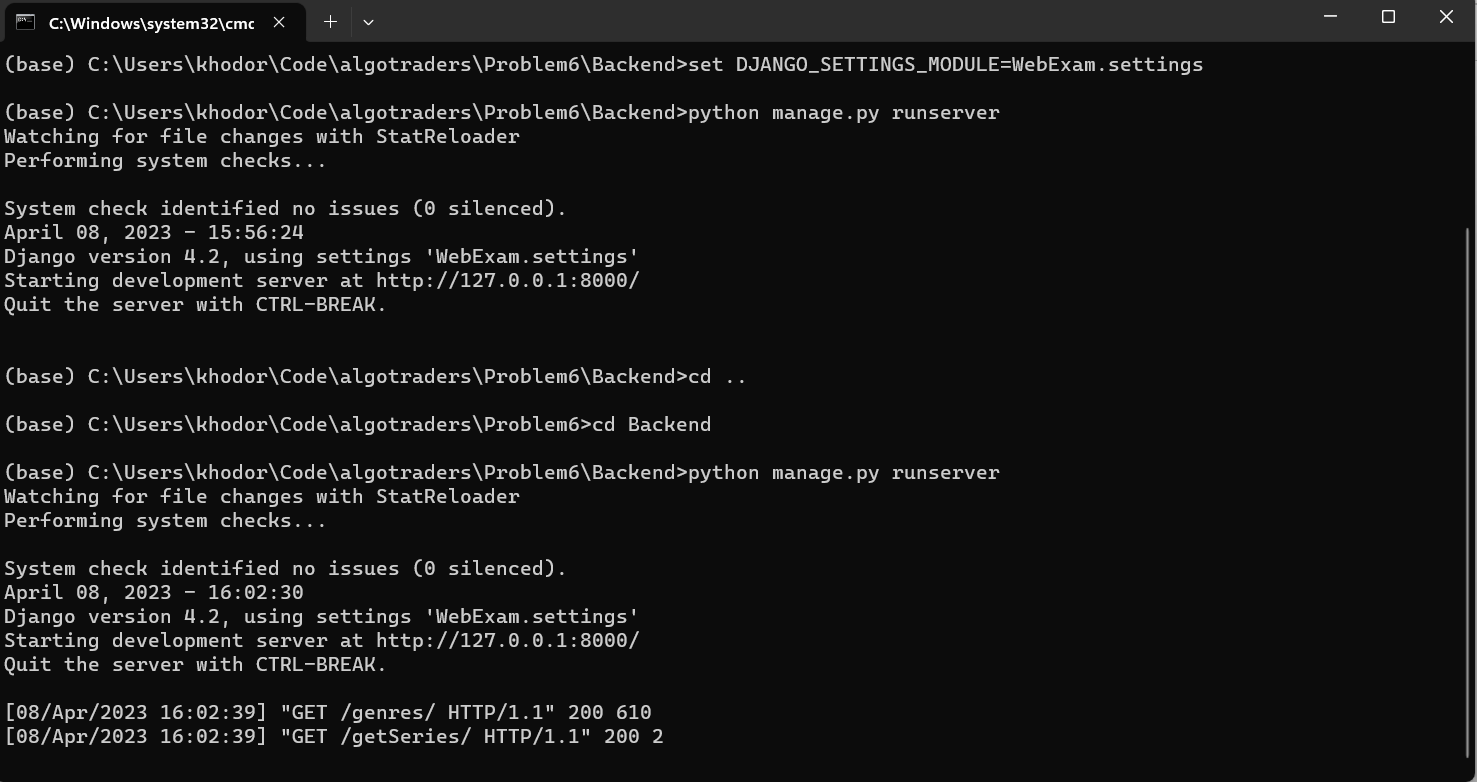 C:\Windows\system32\cmc
(base) C:\Users\khodor\Code\algotraders\Problem6\Backend>set DJANGO_SETTINGS_MODULE=WebExam.settings
(base) C:\Users\khodor\Code\algotraders\Problem6\Backend>python manage.py runserver
Watching for file changes with StatReloader
Performing system checks...
System check identified no issues (0 silenced).
April 08, 2023 - 15:56:24
Django version 4.2, using settings 'WebExam.settings'
Starting development server at http://127.0.0.1:8000/
Quit the server with CTRL-BREAK.
(base) C:\Users\khodor\Code\algotraders\Problem6\Backend>cd ..
(base) C:\Users\khodor\Code\algotraders\Problem6>cd Backend
(base) C:\Users\khodor\Code\algotraders\Problem6\Backend>python manage.py runserver
Watching for file changes with StatReloader
Performing system checks...
System check identified no issues (0 silenced).
April 08, 2023 - 16:02:30
Django version 4.2, using settings 'WebExam.settings'
Starting development server at http://127.0.0.1:8000/
Quit the server with CTRL-BREAK.
[08/Apr/2023 16:02:39] "GET /genres/ HTTP/1.1" 200 610
[08/Apr/2023 16:02:39] "GET /getSeries/ HTTP/1.1" 200 2